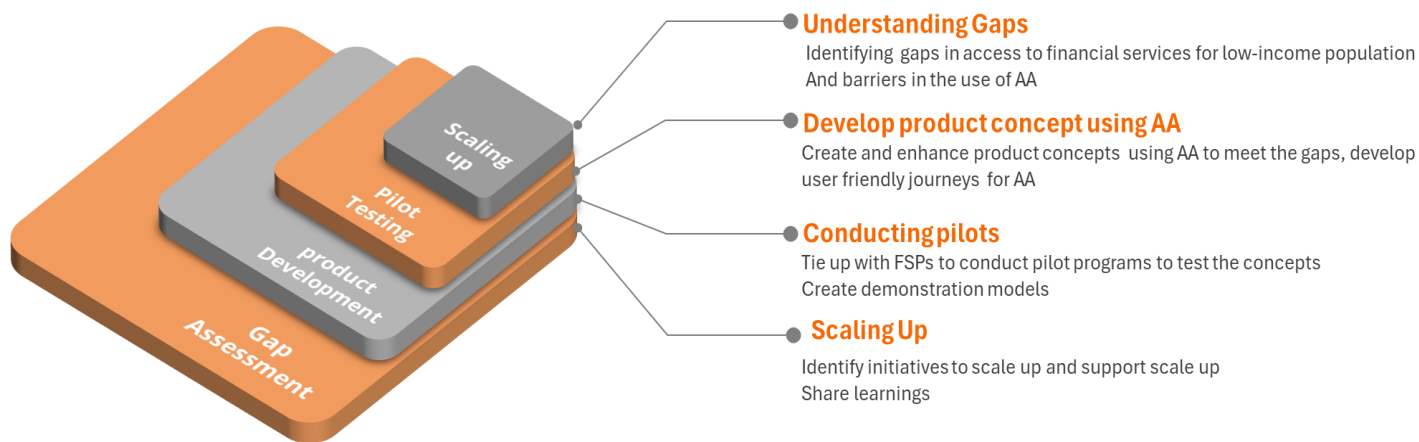 Scaling
up
Pilot
Testing
product
Development
Gap
Assessment
Understanding Gaps
Identifying gaps in access to financial services for low-income population
And barriers in the use of AA
Develop product concept using AA
Create and enhance product concepts using AA to meet the gaps, develop
user friendly journeys for AA
Conducting pilots
Tie up with FSPs to conduct pilot programs to test the concepts
Create demonstration models
Scaling Up
Identify initiatives to scale up and support scale up
Share learnings